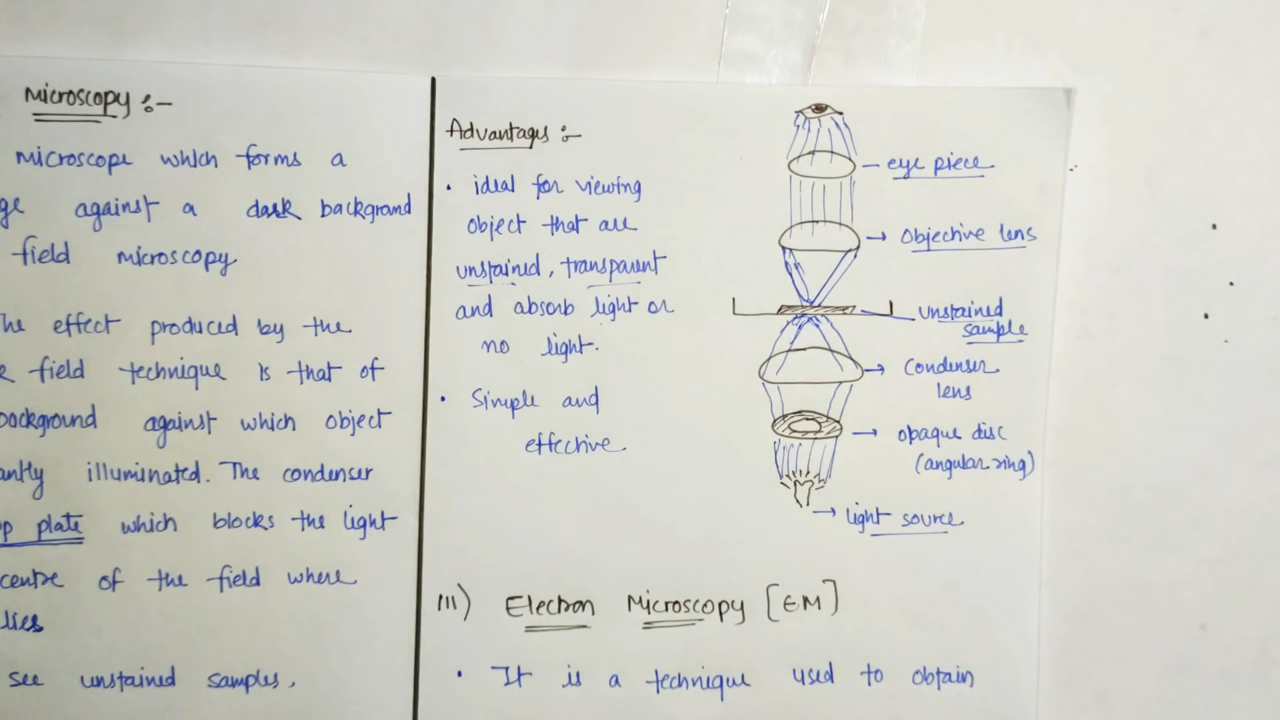 Microscopy :-
microscope which forms a
ge against a dark background
field microscopy
he effect produced by the
field technique is that of
background against which object
antly illuminated. The condenser
p plate which blocks the light
centre of the field where
lies
see unstained samples.
Advantages :-
• ideal for viewing
object that are
unstained, transparent
and absorb light or
no light.
• Simple and
effective
eye piece
Objective lens
unstained
sample
Condenser
lens
opaque disc
(angular ring)
light source
III) Electron Microscopy [EM]
• It is a technique used to obtain